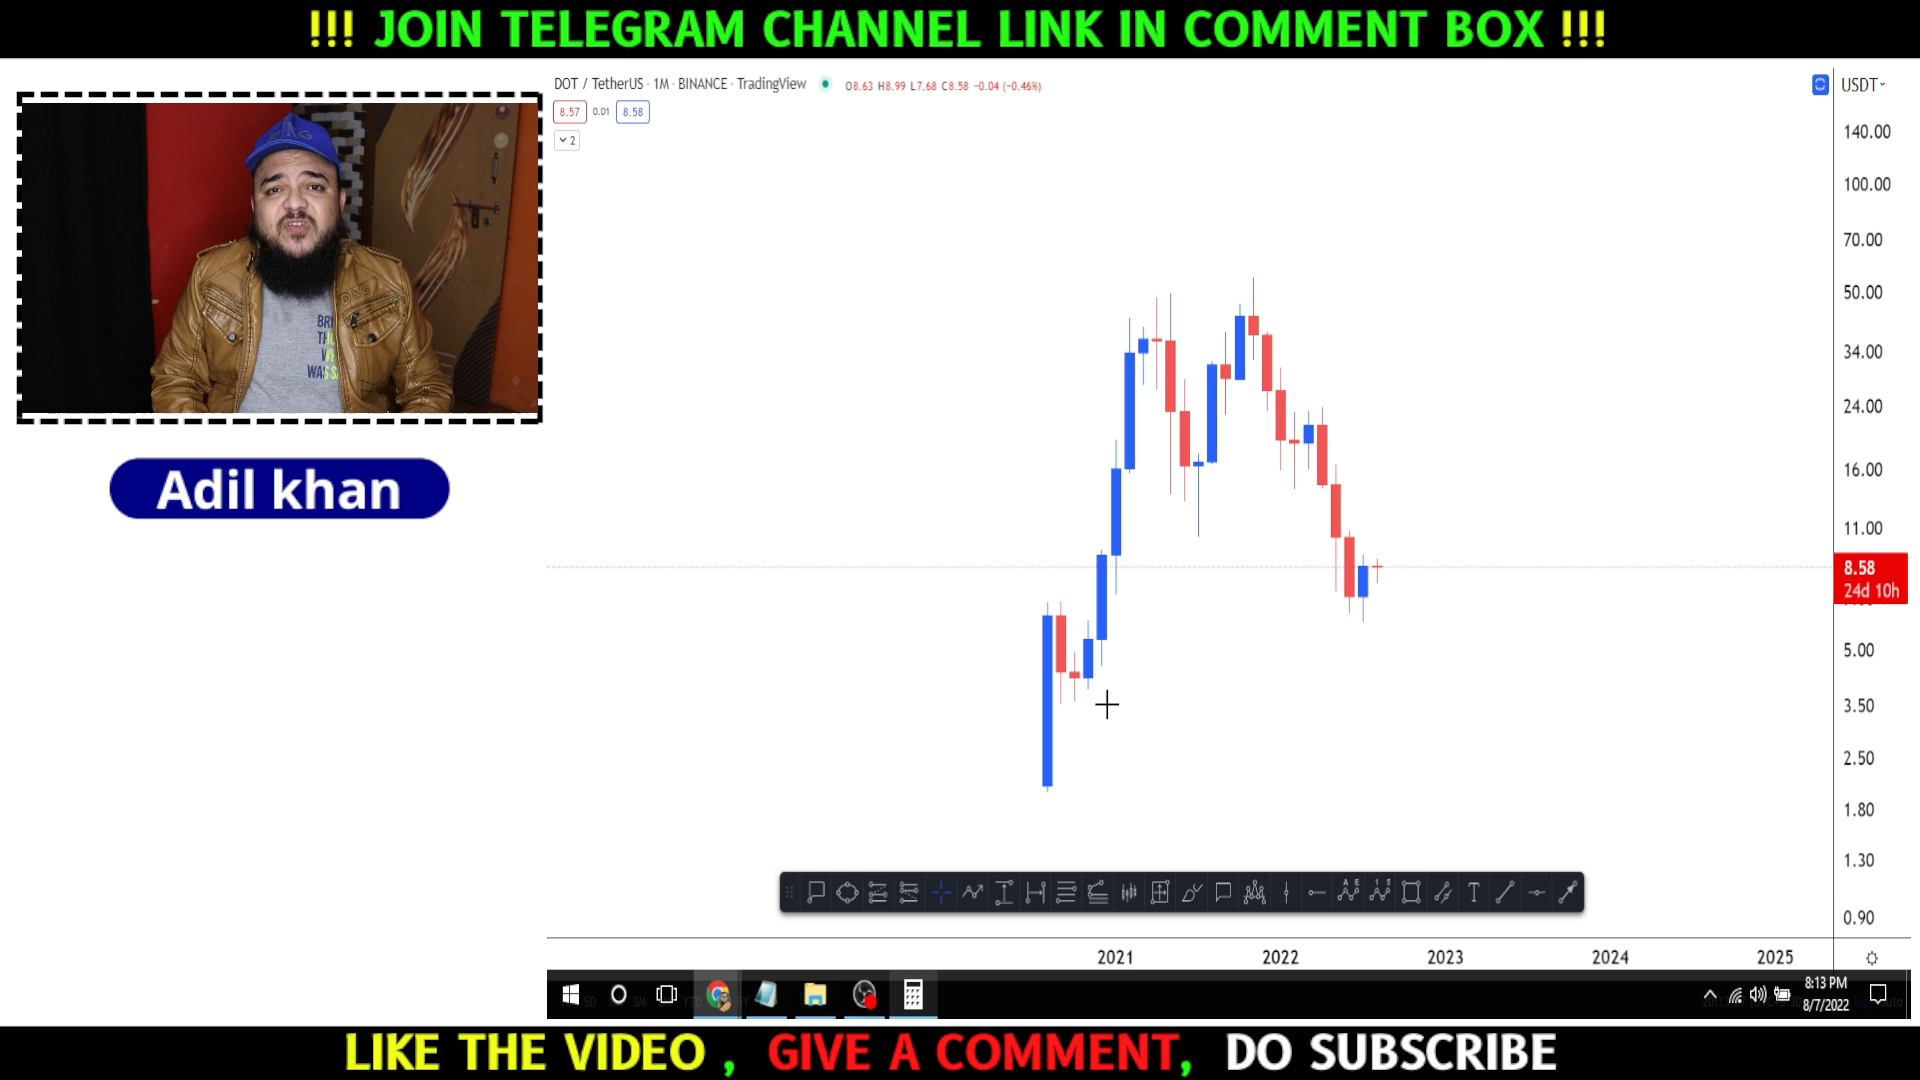 !!! JOIN TELEGRAM CHANNEL LINK IN COMMENT BOX !!!
DOT / TetherUS · 1M · BINANCE · TradingView
O8.63 H8.99 L7.68 C8.58 -0.04 (-0.46%)
USDT
8.57 0.01 8.58
2
140.00
100.00
70.00
50.00
34.00
24.00
16.00
11.00
8.58
24d 10h
5.00
3.50
2.50
1.80
1.30
0.90
Adil khan
2021 2022 2023 2024 2025
8:13 PM
8/7/2022
LIKE THE VIDEO , GIVE A COMMENT, DO SUBSCRIBE